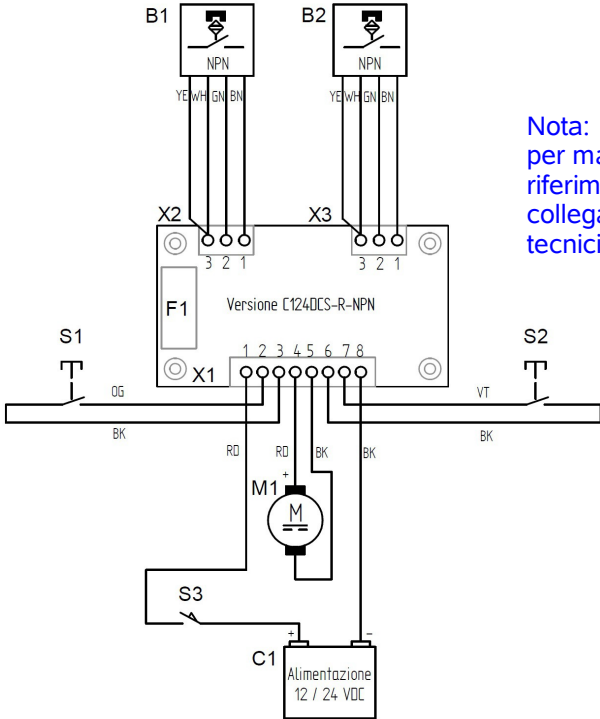 B1
B2
NPN
NPN
YE WH GN BN
YE WH GN BN
Nota:
per ma
riferim
collega
tecnici
X2
X3
3 2 1
3 2 1
F1
Versione C124DCS-R-NPN
S1
S2
X1
1 2 3 4 5 6 7 8
OG
VT
BK
BK
RD
RD
BK
BK
+
M1
M
S3
+
-
C1
Alimentazione
12 / 24 VDC